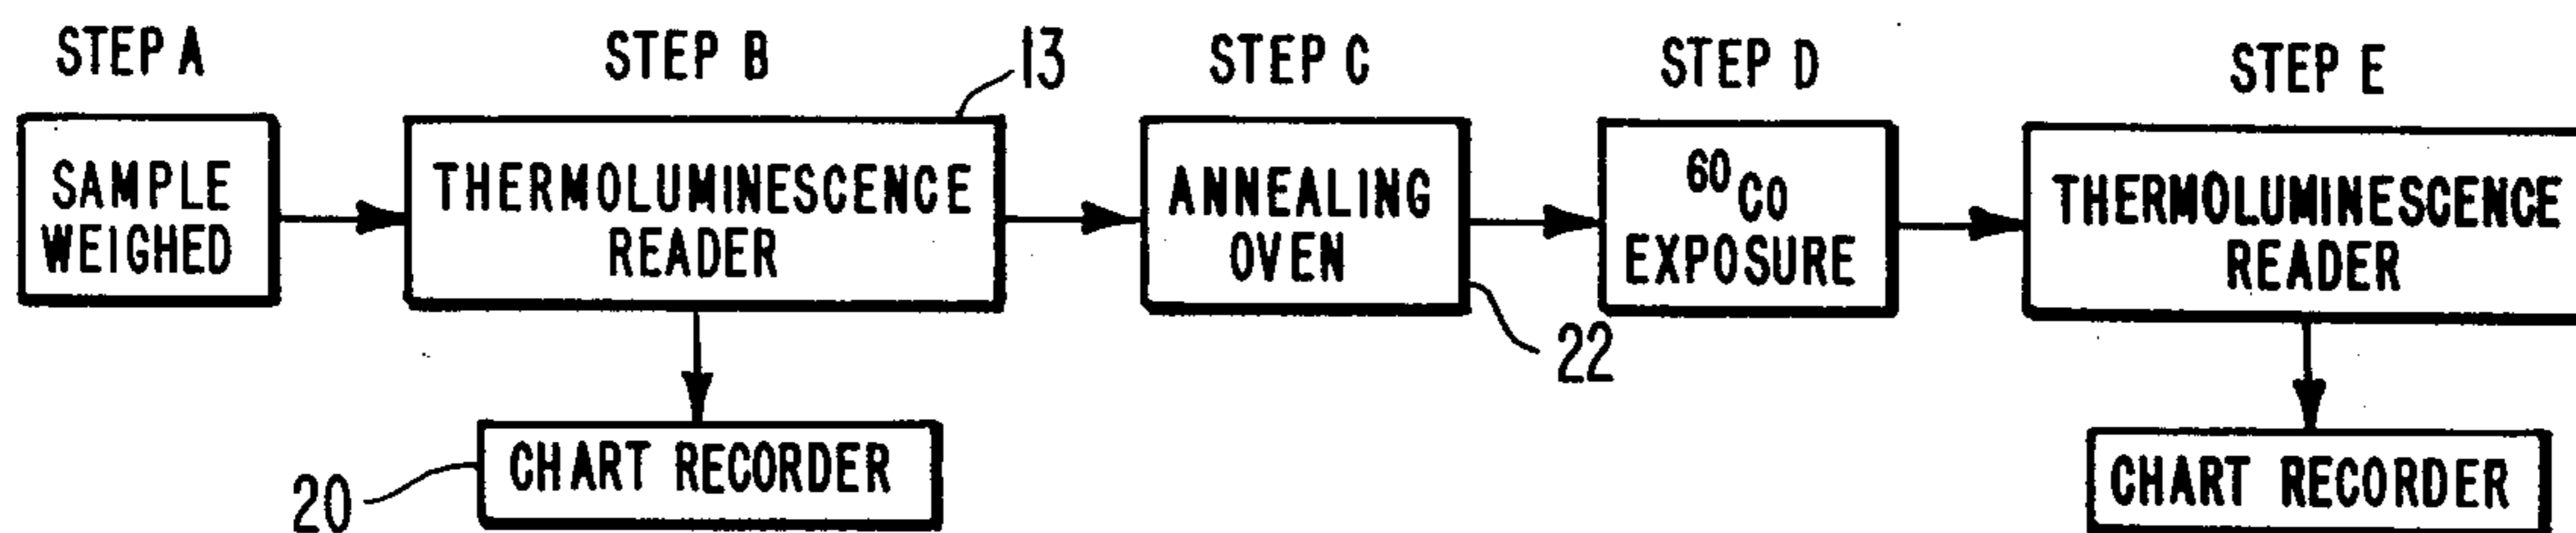 STEP A
STEP B
13
STEP C
STEP D
STEP E
SAMPLE
WEIGHED
THERMOLUMINESCENCE
READER
ANNEALING
OVEN
⁶⁰CO
EXPOSURE
THERMOLUMINESCENCE
READER
22
CHART RECORDER
20
CHART RECORDER